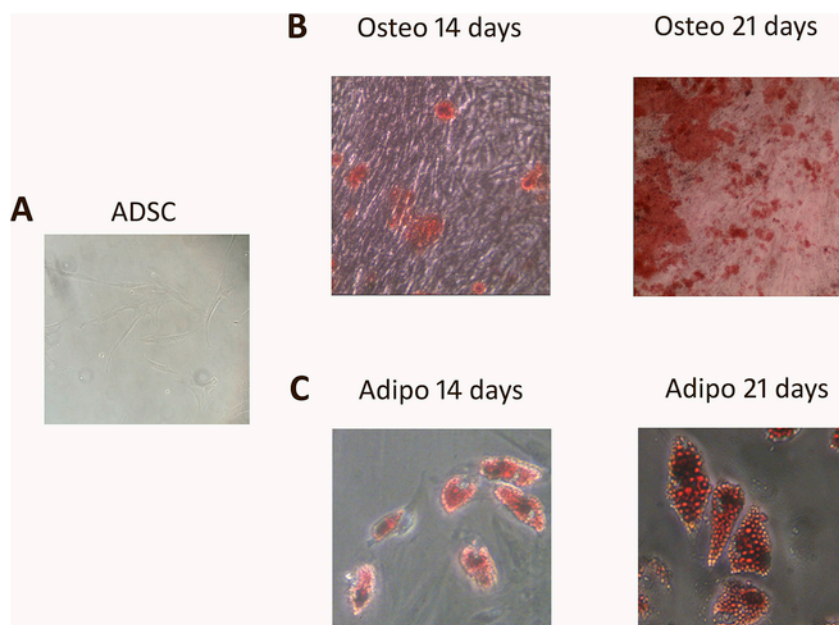 A
ADSC
B
Osteo 14 days
Osteo 21 days
C
Adipo 14 days
Adipo 21 days